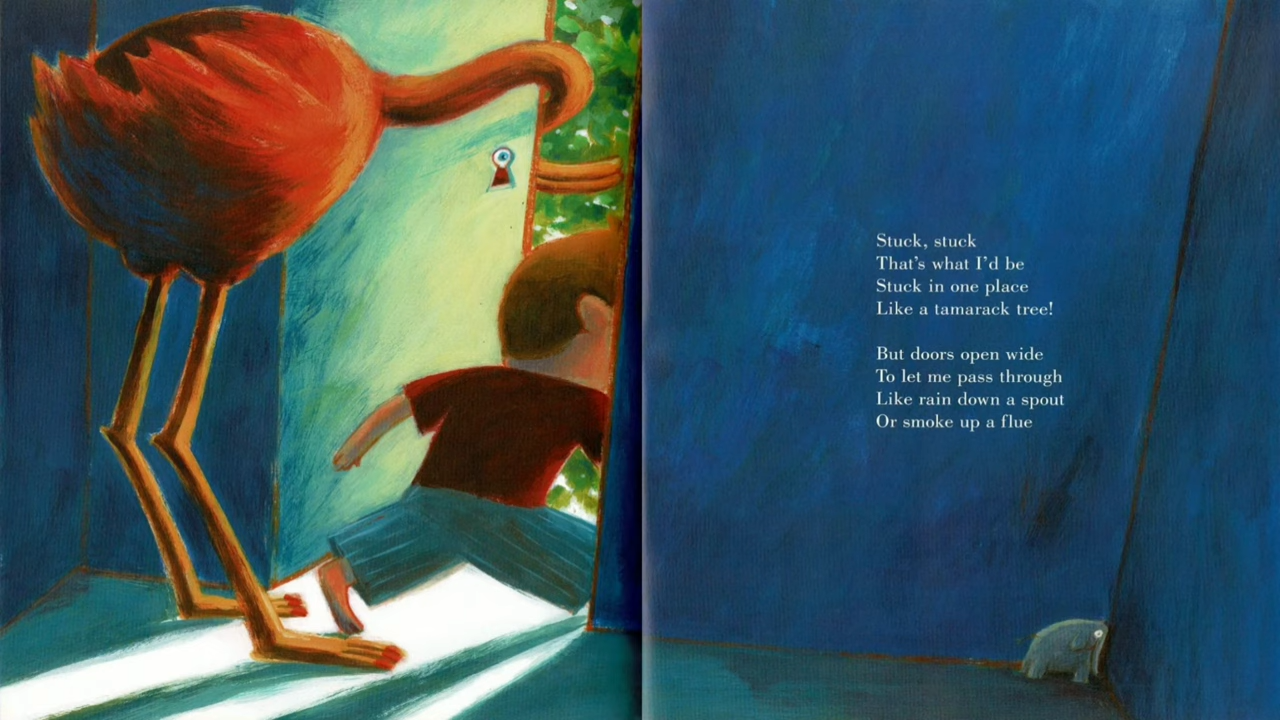 Stuck, stuck
That's what I'd be
Stuck in one place
Like a tamarack tree!
But doors open wide
To let me pass through
Like rain down a spout
Or smoke up a flue